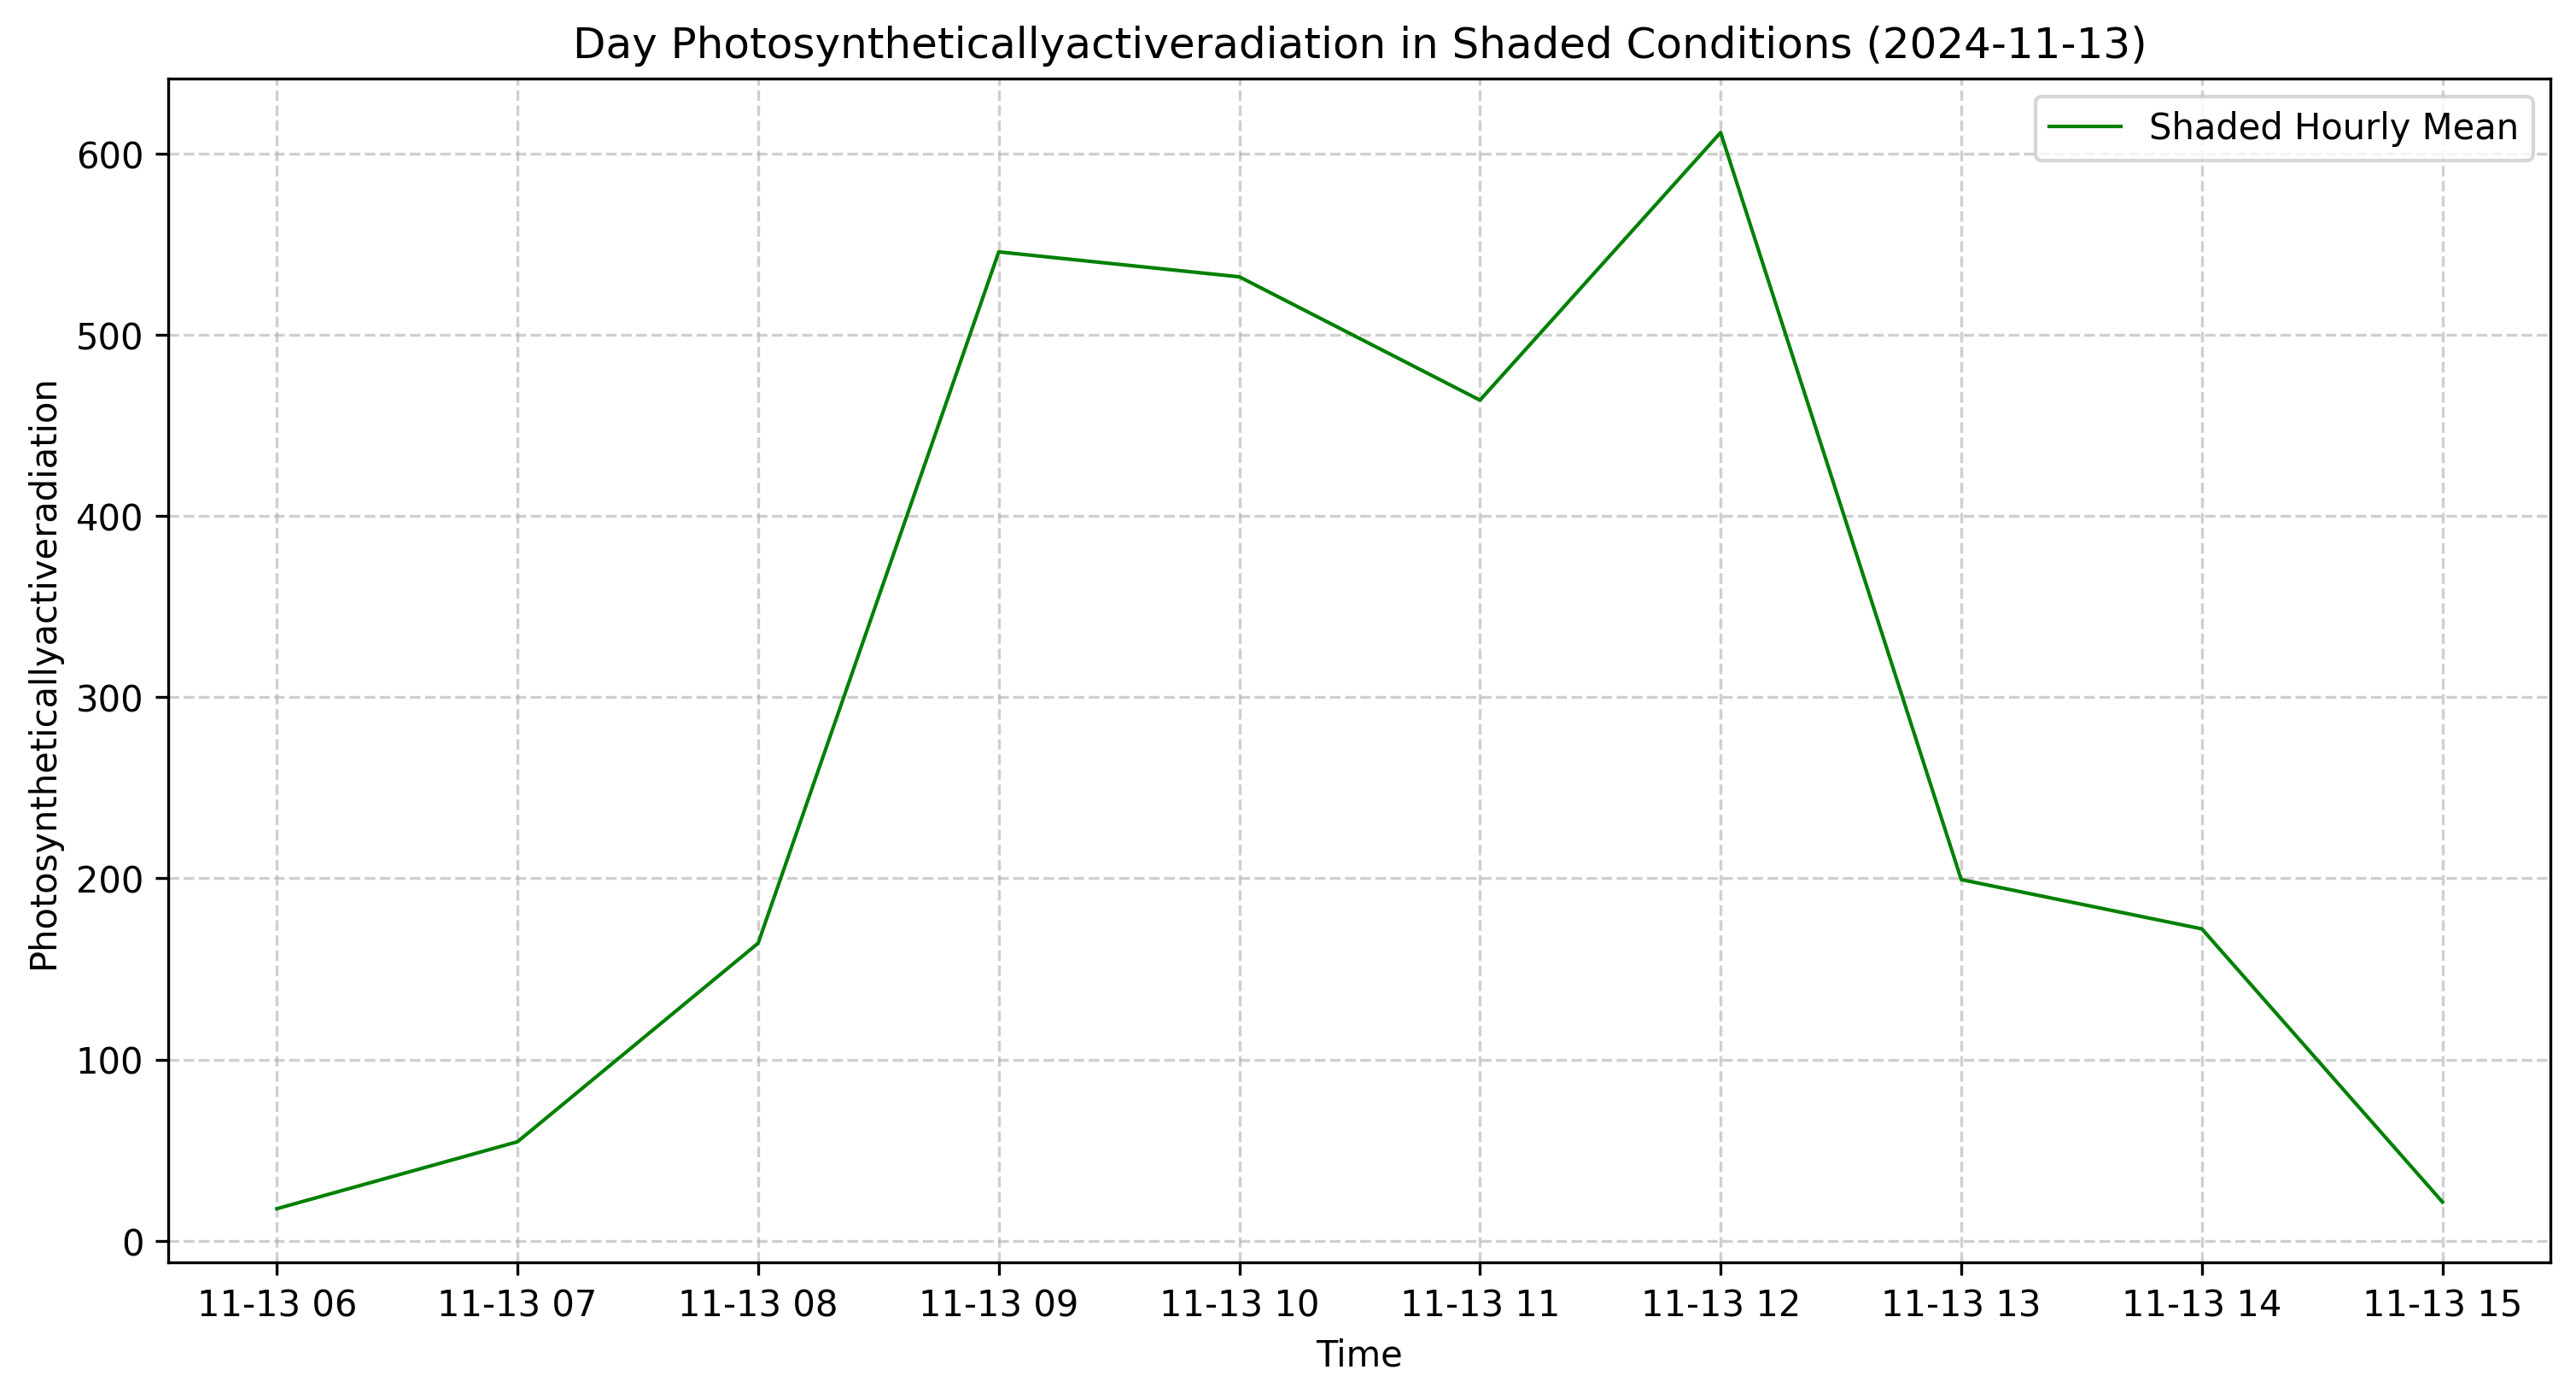 Day Photosyntheticallyactiveradiation in Shaded Conditions (2024-11-13)
Shaded Hourly Mean
Photosyntheticallyactiveradiation
600
500
400
300
200
100
0
11-13 06 11-13 07 11-13 08 11-13 09 11-13 10 11-13 11 11-13 12 11-13 13 11-13 14 11-13 15
Time